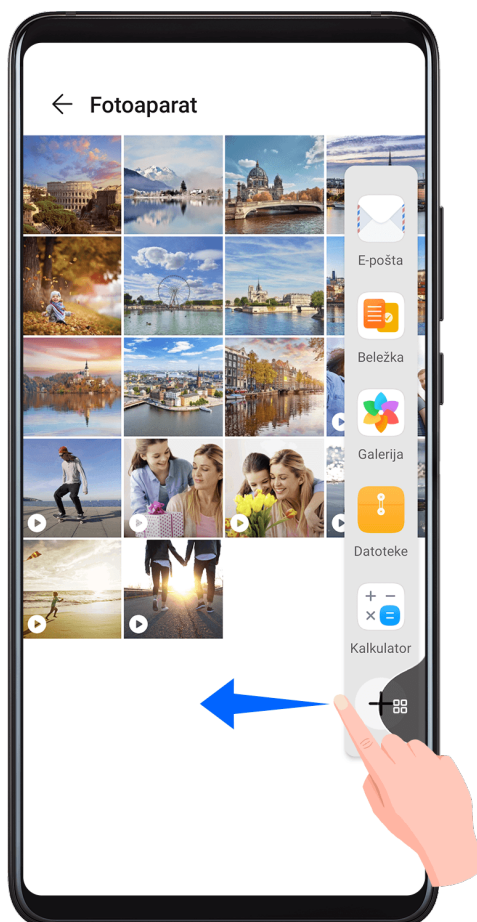 Fotoaparat
E-pošta
Beležka
Galerija
Datoteke
Kalkulator